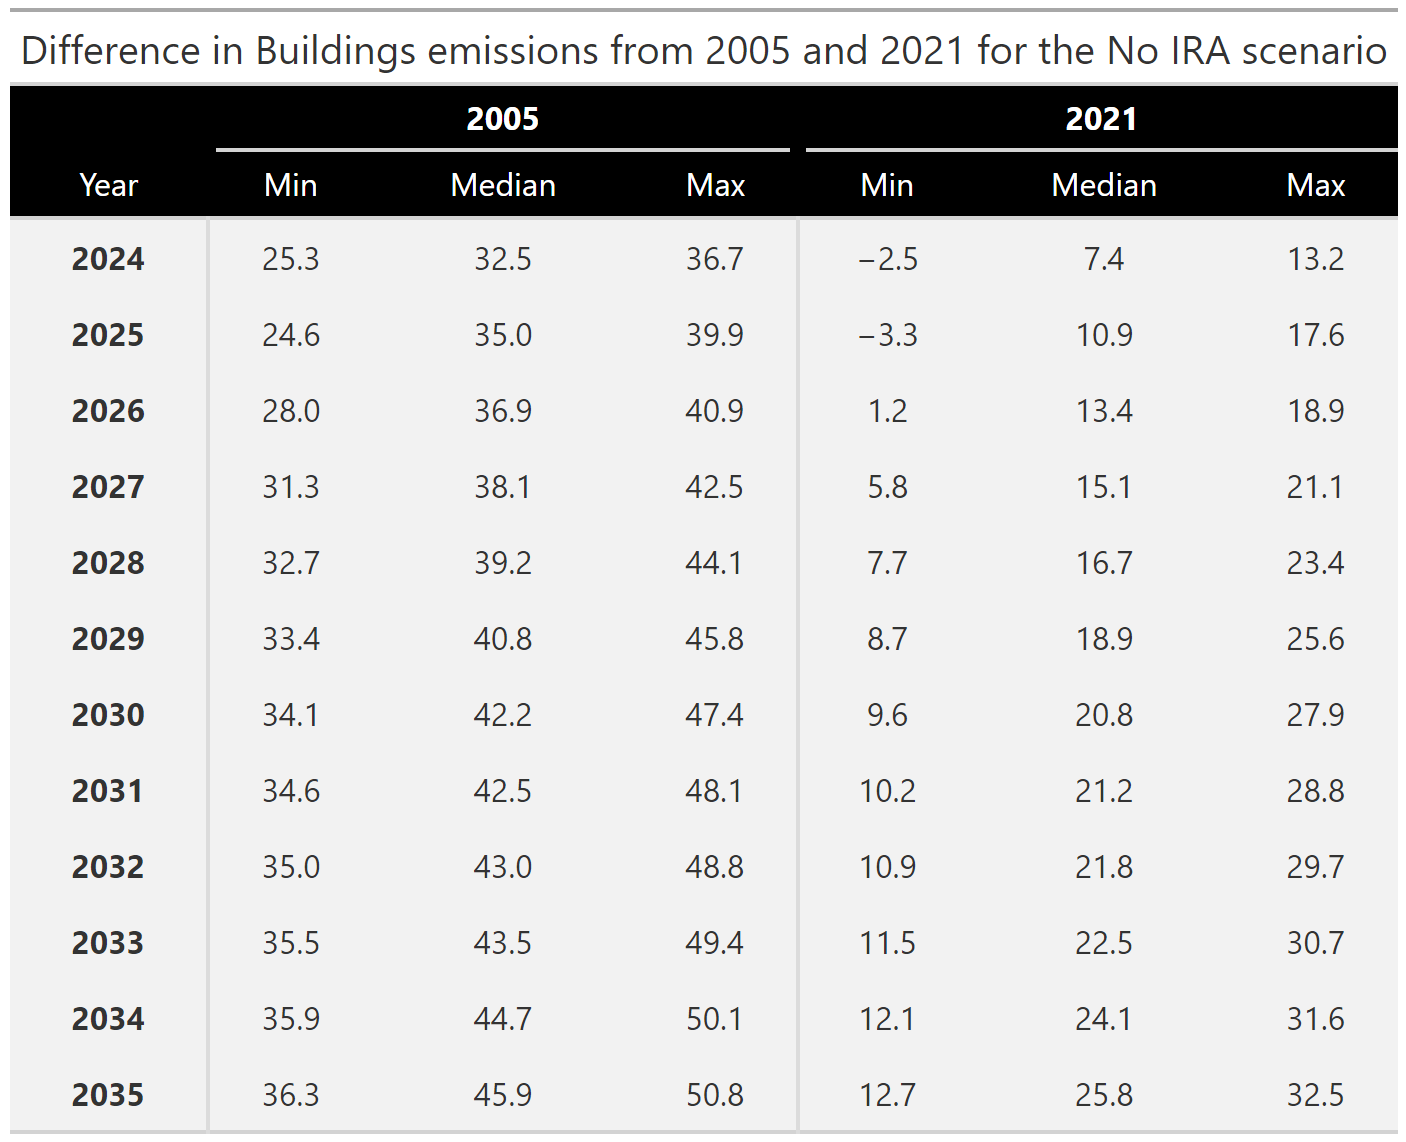 Difference in Buildings emissions from 2005 and 2021 for the No IRA scenario
2005 2021
Year Min Median Max Min Median Max
2024 25.3 32.5 36.7 −2.5 7.4 13.2
2025 24.6 35.0 39.9 −3.3 10.9 17.6
2026 28.0 36.9 40.9 1.2 13.4 18.9
2027 31.3 38.1 42.5 5.8 15.1 21.1
2028 32.7 39.2 44.1 7.7 16.7 23.4
2029 33.4 40.8 45.8 8.7 18.9 25.6
2030 34.1 42.2 47.4 9.6 20.8 27.9
2031 34.6 42.5 48.1 10.2 21.2 28.8
2032 35.0 43.0 48.8 10.9 21.8 29.7
2033 35.5 43.5 49.4 11.5 22.5 30.7
2034 35.9 44.7 50.1 12.1 24.1 31.6
2035 36.3 45.9 50.8 12.7 25.8 32.5